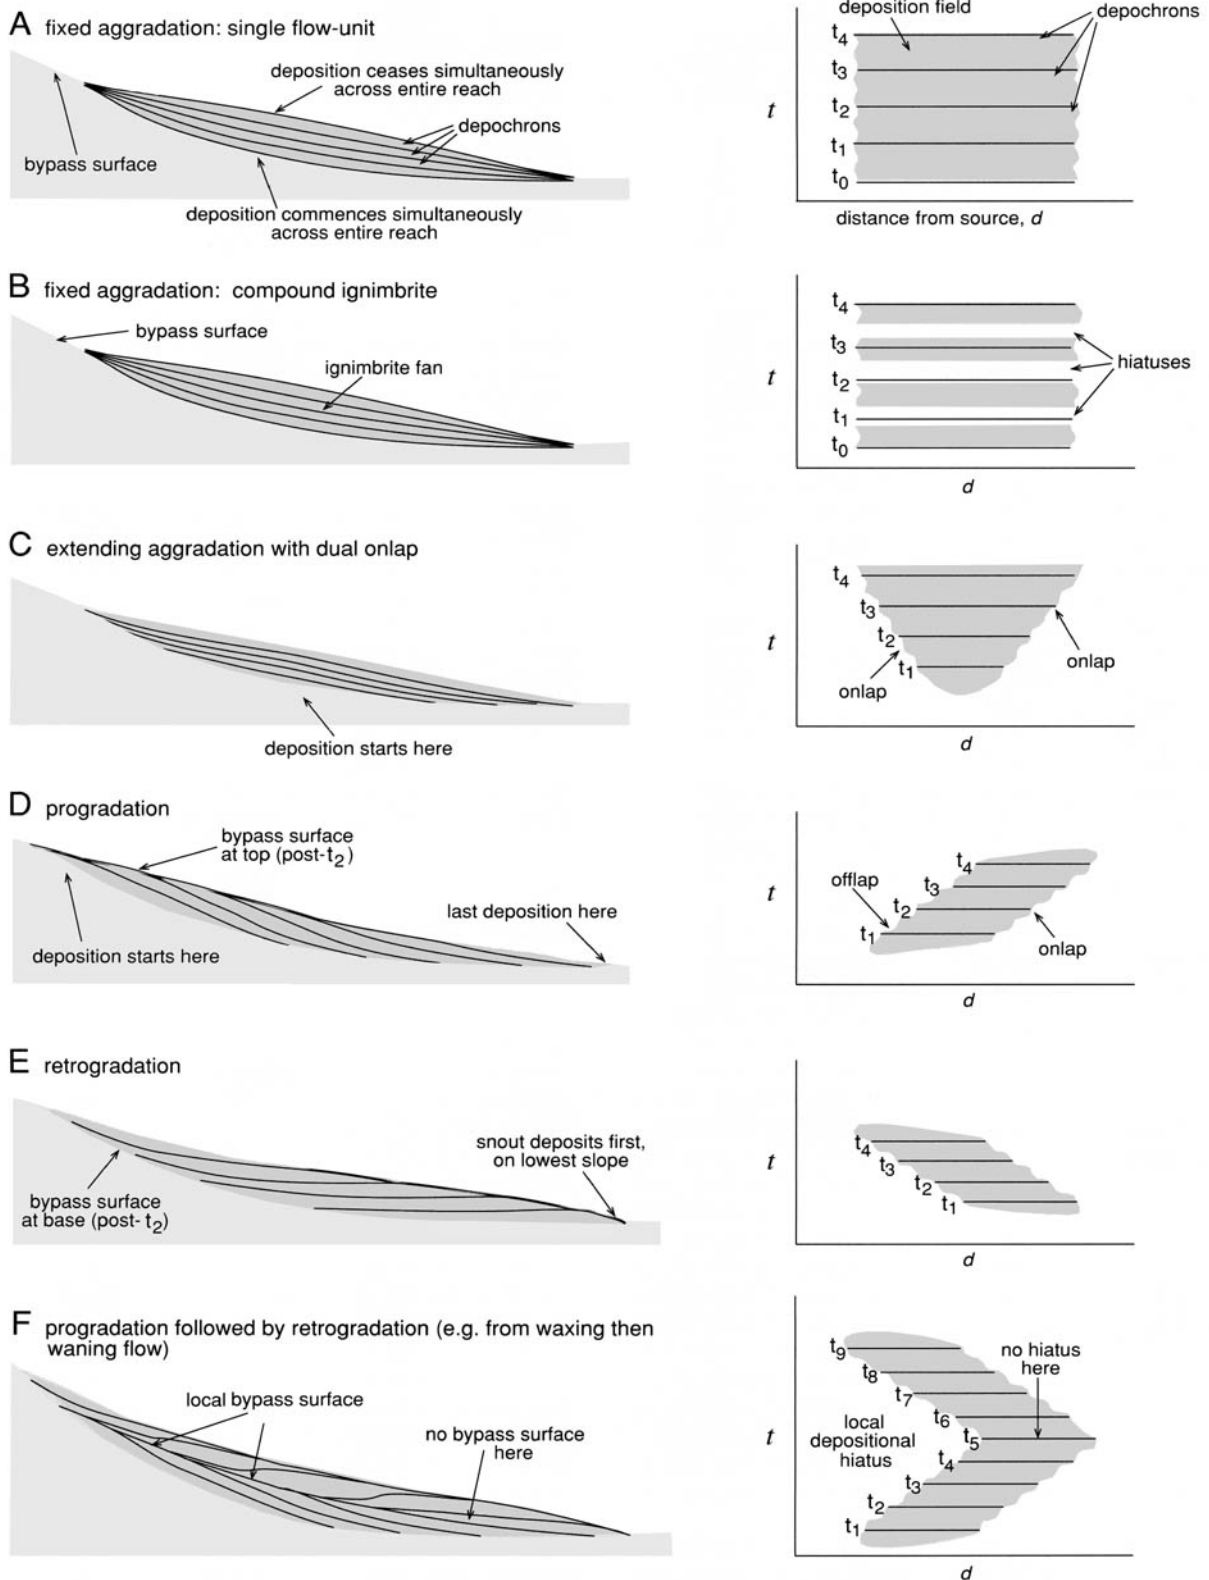 A fixed aggradation: single flow-unit
deposition ceases simultaneously
across entire reach
depochrons
bypass surface
deposition commences simultaneously
across entire reach
deposition field
depochrons
t4
t3
t2
t1
t0
t
distance from source, d
B fixed aggradation: compound ignimbrite
bypass surface
ignimbrite fan
t4
t3
t2
t1
t0
t
hiatuses
d
C extending aggradation with dual onlap
deposition starts here
t4
t3
t2
t1
t
onlap
onlap
d
D progradation
bypass surface
at top (post-t2)
last deposition here
deposition starts here
t4
offlap
t3
t2
t1
t
onlap
d
E retrogradation
snout deposits first,
on lowest slope
bypass surface
at base (post-t2)
t4
t3
t2
t1
t
d
F progradation followed by retrogradation (e.g. from waxing then
waning flow)
local bypass surface
no bypass surface
here
t9
no hiatus
here
t8
t7
t6
local
depositional
hiatus
t5
t4
t3
t2
t1
t
d